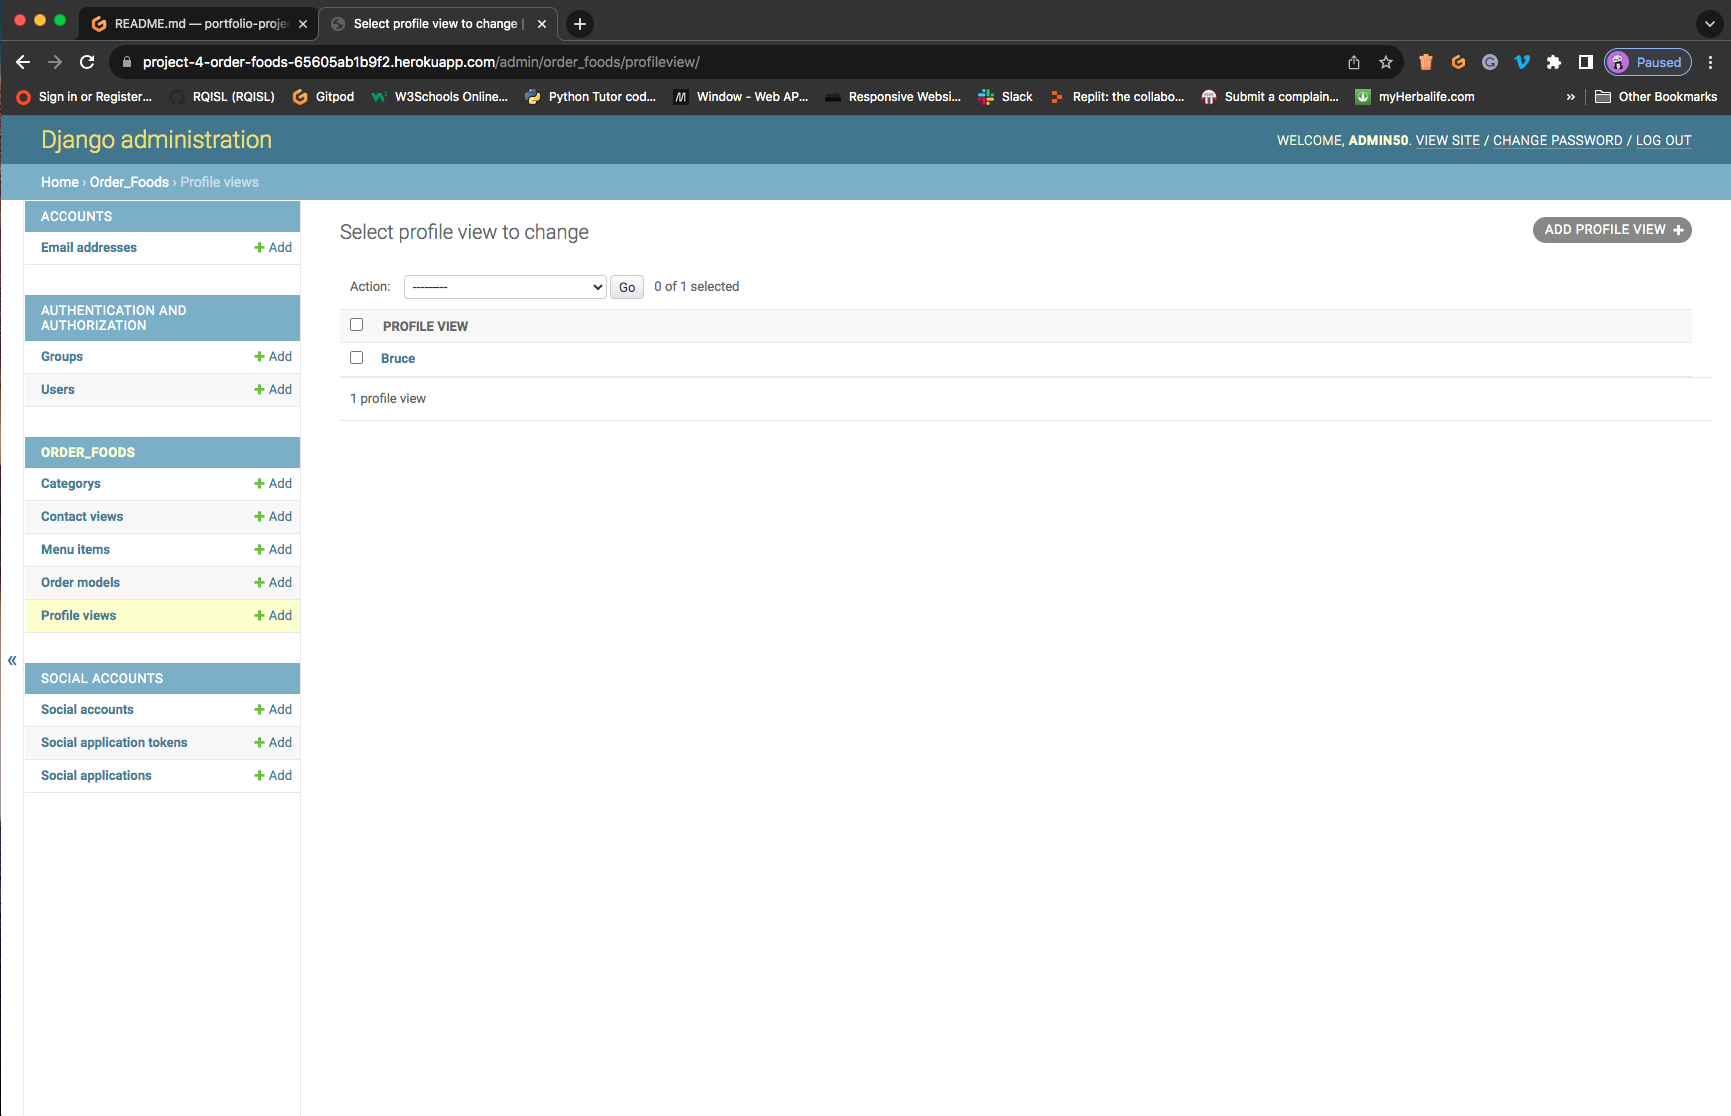 README.md — portfolio-proje
Select profile view to change |
project-4-order-foods-65605ab1b9f2.herokuapp.com/admin/order_foods/profileview/
Paused
Sign in or Register...
RQISL (RQISL)
Gitpod
W3Schools Online...
Python Tutor cod...
Window - Web AP...
Responsive Websi...
Slack
Replit: the collabo...
Submit a complain...
myHerbalife.com
»
Other Bookmarks
Django administration
WELCOME, ADMIN50. VIEW SITE / CHANGE PASSWORD / LOG OUT
Home › Order_Foods › Profile views
ACCOUNTS
Email addresses + Add
AUTHENTICATION AND
AUTHORIZATION
Groups + Add
Users + Add
ORDER_FOODS
Categorys + Add
Contact views + Add
Menu items + Add
Order models + Add
Profile views + Add
«
SOCIAL ACCOUNTS
Social accounts + Add
Social application tokens + Add
Social applications + Add
Select profile view to change
ADD PROFILE VIEW +
Action: --------- Go 0 of 1 selected
PROFILE VIEW
Bruce
1 profile view